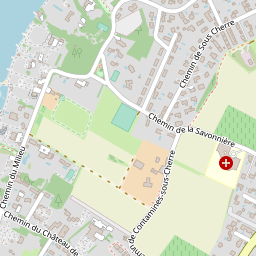 Chemin de Sous Cherre
Chemin de la Savonnière
Chemin du Milieu
de Contamines-sous-Cherre
Chemin du Château de